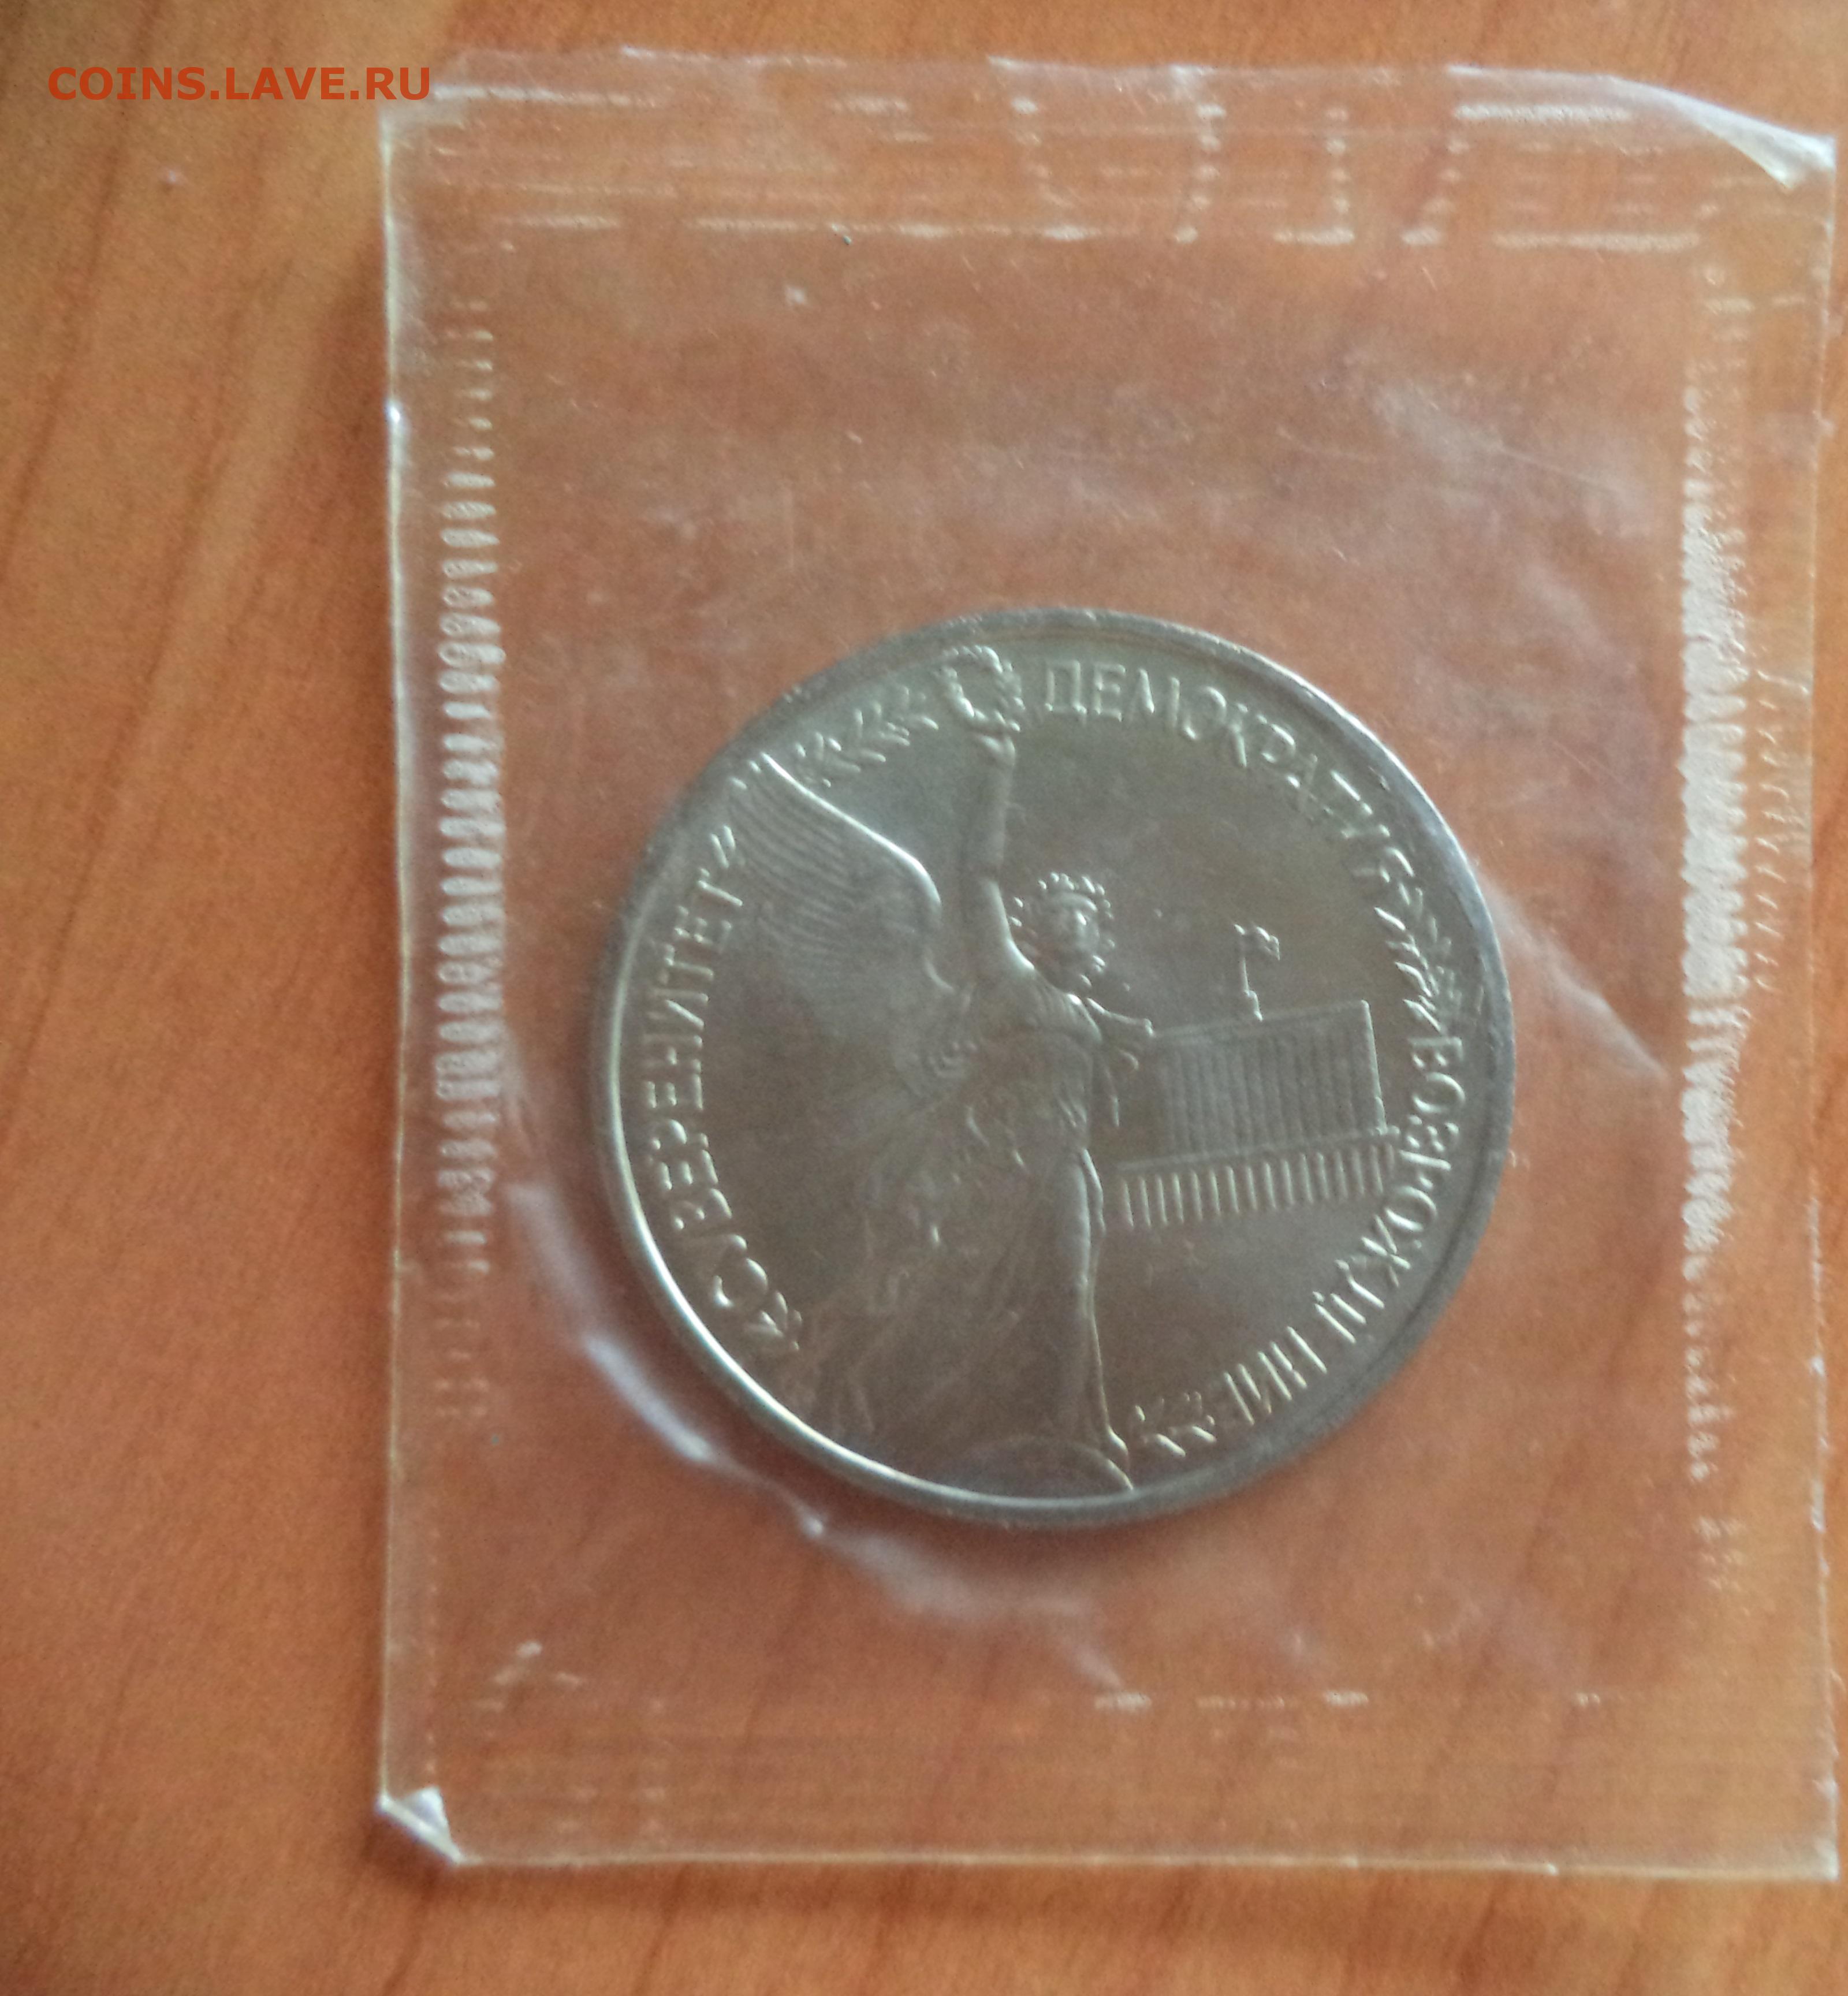 COINS.LAVE.RU
СУВЕРЕНИТЕТ
ДЕМОКРАТИЯ
ВОЗРОЖДЕНИЕ